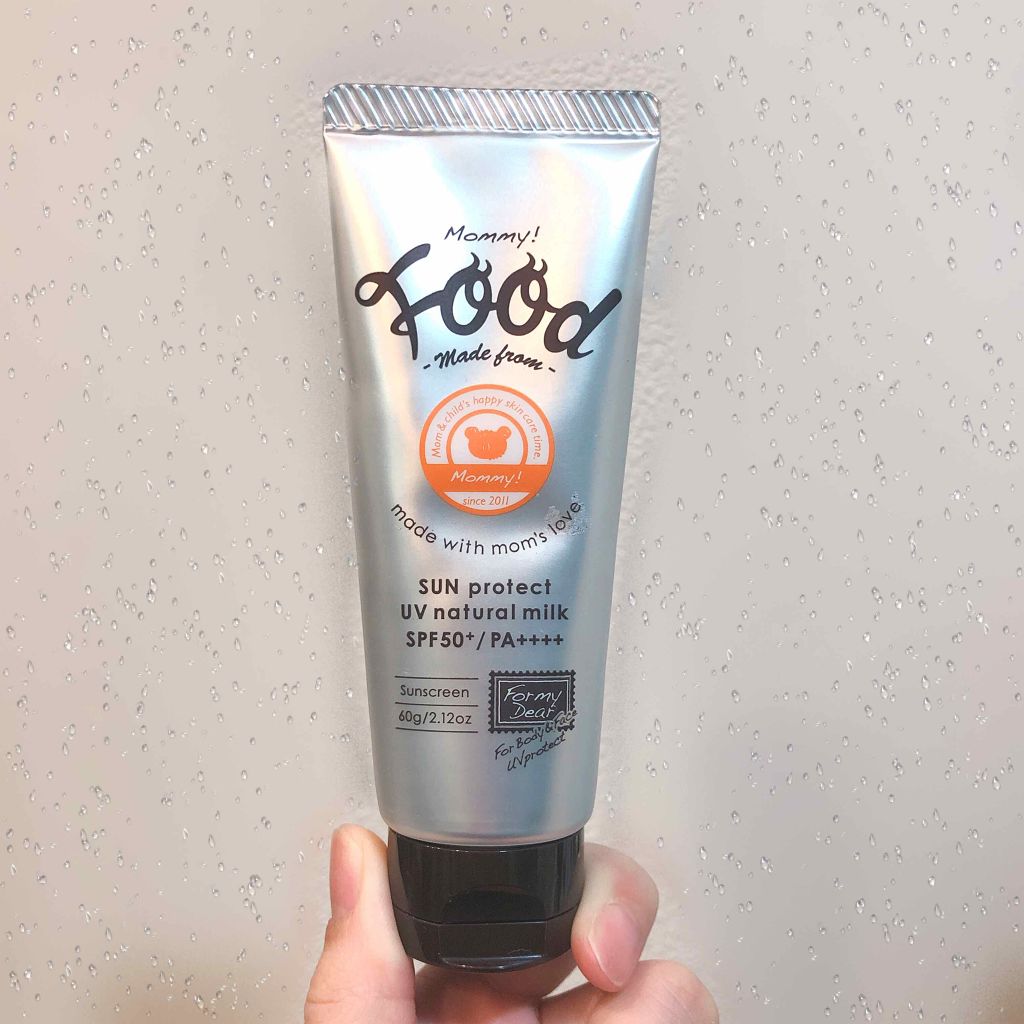 Mommy!
Food
- Made from -
Mom & child's happy skin care time.
Mommy!
since 2011
made with mom's love
SUN protect
UV natural milk
SPF50+/PA++++
Sunscreen
60g/2.12oz
For my
Dear
For Body & Face
UV protect